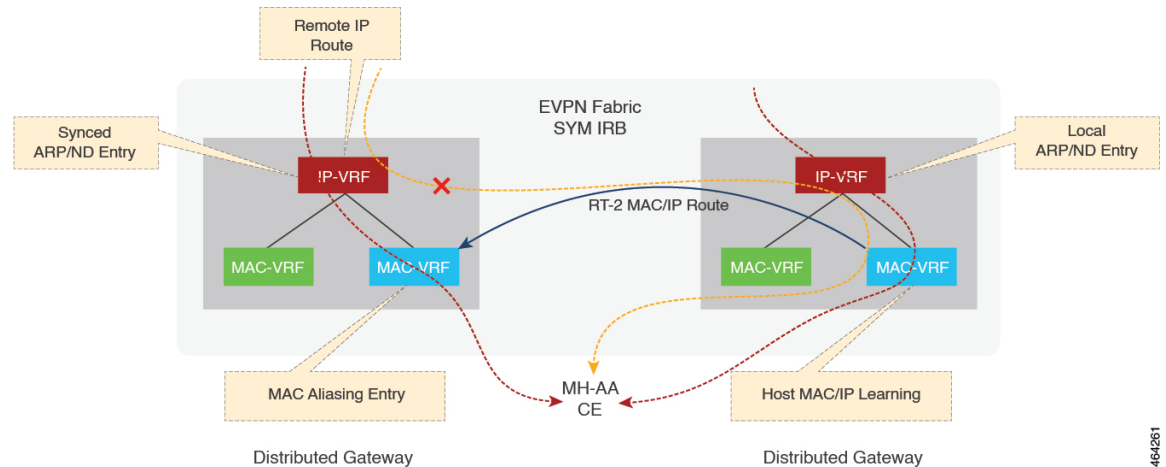 Remote IP
Route
EVPN Fabric
SYM IRB
Synced
ARP/ND Entry
Local
ARP/ND Entry
IP-VRF
IP-VRF
RT-2 MAC/IP Route
MAC-VRF
MAC-VRF
MAC-VRF
MAC-VRF
MAC Aliasing Entry
MH-AA
CE
Host MAC/IP Learning
Distributed Gateway
Distributed Gateway
464261